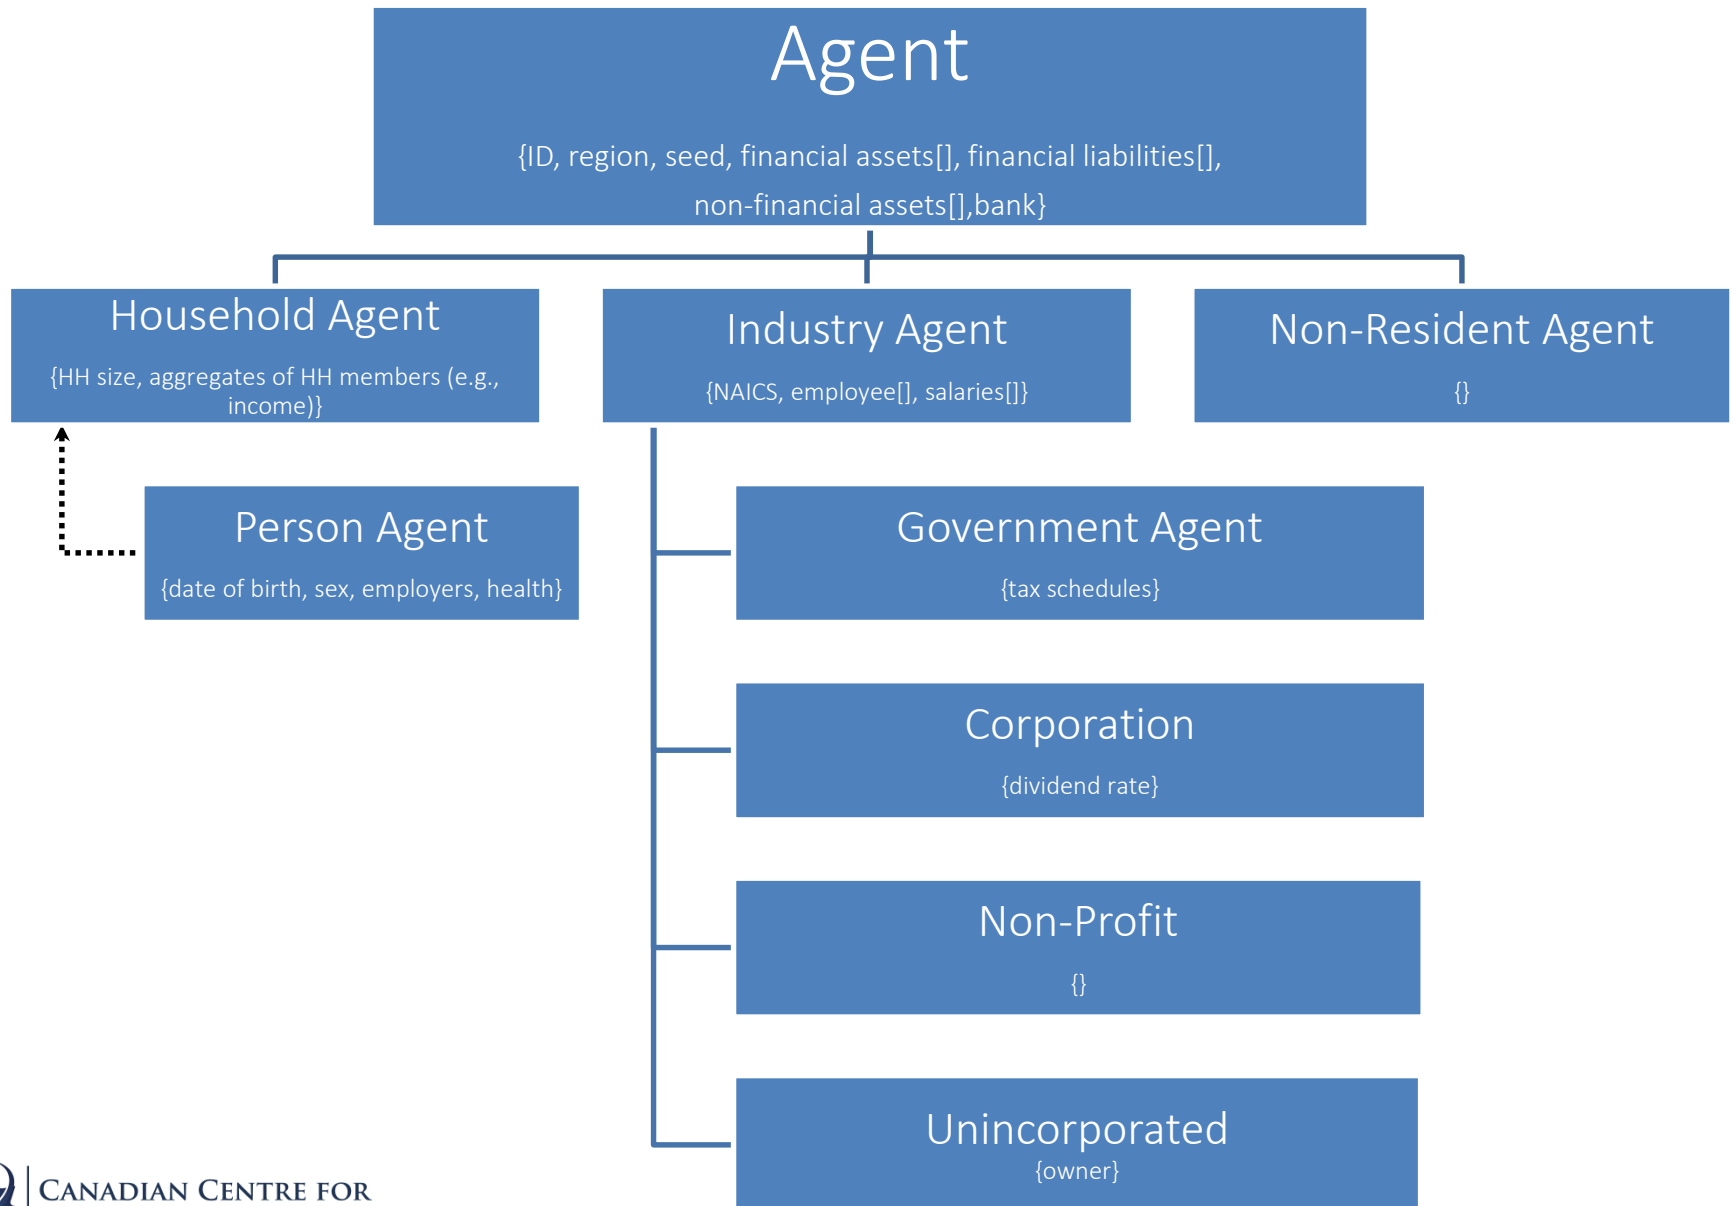 Agent
{ID, region, seed, financial assets[], financial liabilities[],
non-financial assets[],bank}
Household Agent
{HH size, aggregates of HH members (e.g.,
income)}
Industry Agent
{NAICS, employee[], salaries[]}
Non-Resident Agent
{}
Person Agent
{date of birth, sex, employers, health}
Government Agent
{tax schedules}
Corporation
{dividend rate}
Non-Profit
{}
Unincorporated
{owner}
CANADIAN CENTRE FOR